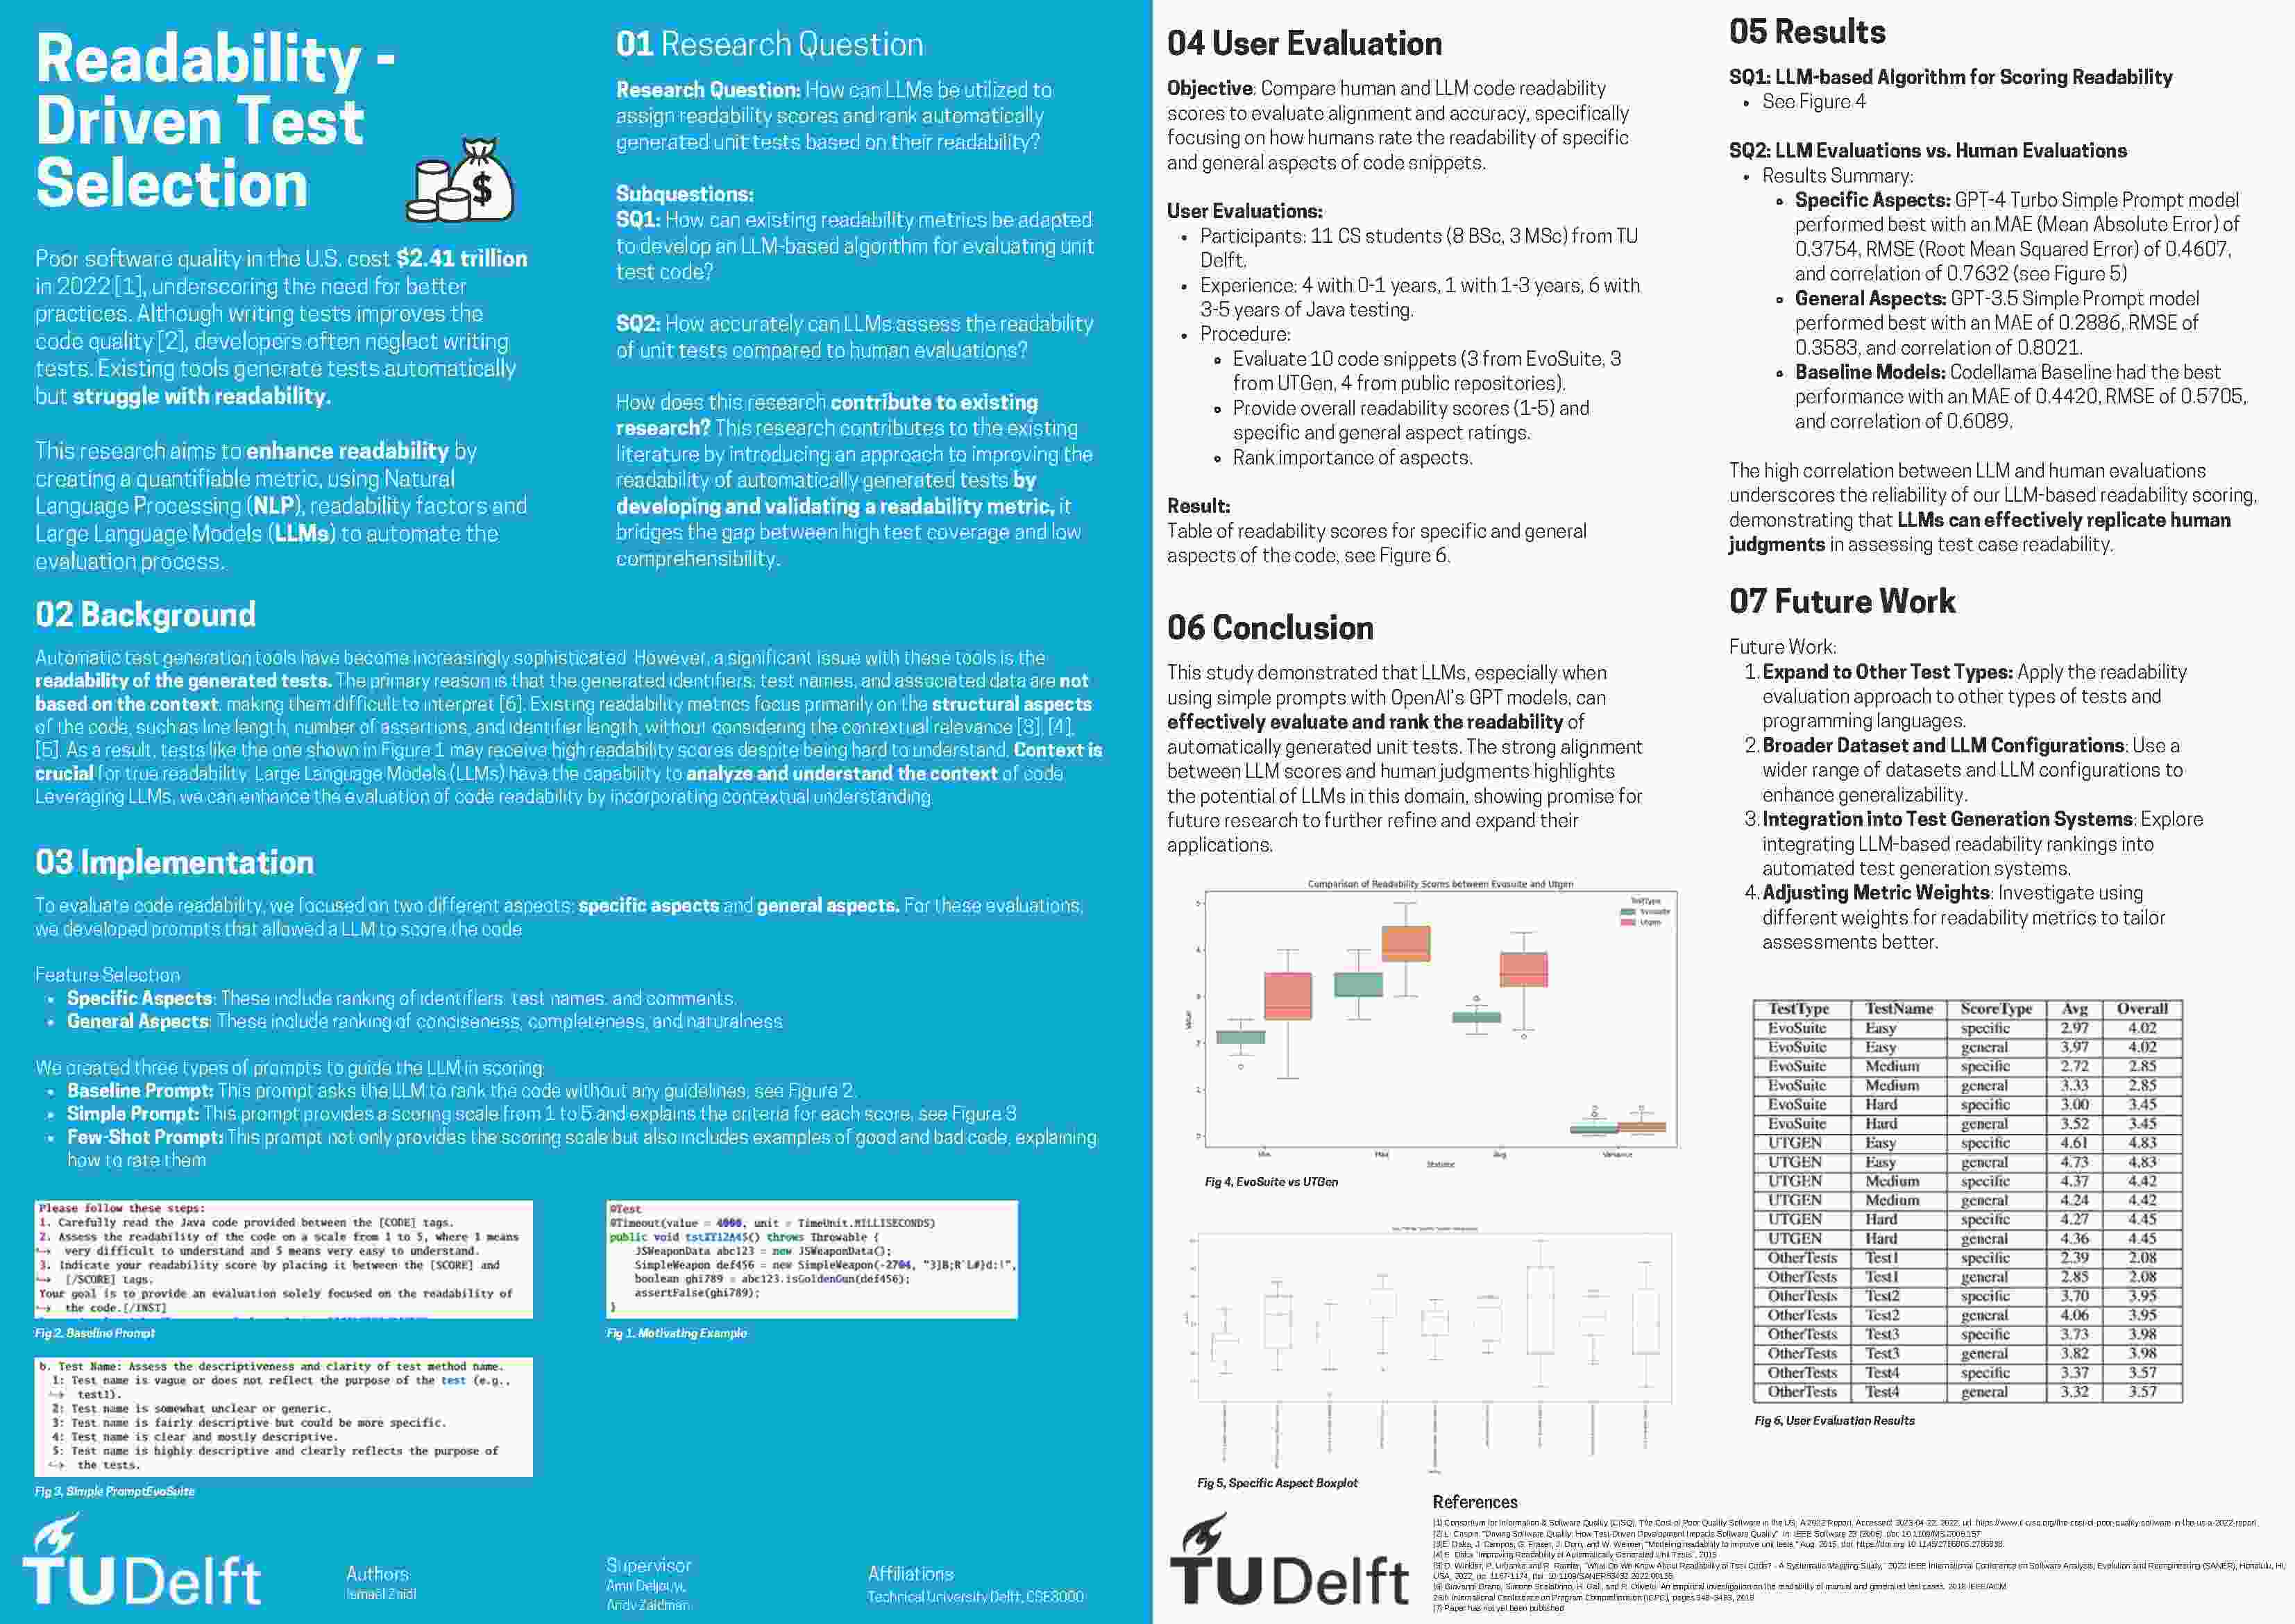 Readability -
Driven Test
Selection
Poor software quality in the U.S. cost $2.41 trillion
in 2022 [1], underscoring the need for better
practices. Although writing tests improves the
code quality [2], developers often neglect writing
tests. Existing tools generate tests automatically
but struggle with readability.
This research aims to enhance readability by
creating a quantifiable metric, using Natural
Language Processing (NLP), readability factors and
Large Language Models (LLMs) to automate the
evaluation process.
01 Research Question
Research Question: How can LLMs be utilized to
assign readability scores and rank automatically
generated unit tests based on their readability?
Subquestions:
SQ1: How can existing readability metrics be adapted
to develop an LLM-based algorithm for evaluating unit
test code?
SQ2: How accurately can LLMs assess the readability
of unit tests compared to human evaluations?
How does this research contribute to existing
research? This research contributes to the existing
literature by introducing an approach to improving the
readability of automatically generated tests by
developing and validating a readability metric, it
bridges the gap between high test coverage and low
comprehensibility.
02 Background
Automatic test generation tools have become increasingly sophisticated. However, a significant issue with these tools is the
readability of the generated tests. The primary reason is that the generated identifiers, test names, and associated data are not
based on the context, making them difficult to interpret [6]. Existing readability metrics focus primarily on the structural aspects
of the code, such as line length, number of assertions, and identifier length, without considering the contextual relevance [3], [4],
[5]. As a result, tests like the one shown in Figure 1 may receive high readability scores despite being hard to understand. Context is
crucial for true readability. Large Language Models (LLMs) have the capability to analyze and understand the context of code.
Leveraging LLMs, we can enhance the evaluation of code readability by incorporating contextual understanding.
03 Implementation
To evaluate code readability, we focused on two different aspects: specific aspects and general aspects. For these evaluations,
we developed prompts that allowed a LLM to score the code.
Feature Selection
• Specific Aspects: These include ranking of identifiers, test names, and comments.
• General Aspects: These include ranking of conciseness, completeness, and naturalness.
We created three types of prompts to guide the LLM in scoring:
• Baseline Prompt: This prompt asks the LLM to rank the code without any guidelines, see Figure 2.
• Simple Prompt: This prompt provides a scoring scale from 1 to 5 and explains the criteria for each score, see Figure 3
• Few-Shot Prompt: This prompt not only provides the scoring scale but also includes examples of good and bad code, explaining
how to rate them
Please follow these steps:
1. Carefully read the Java code provided between the [CODE] tags.
2. Assess the readability of the code on a scale from 1 to 5, where 1 means
↪ very difficult to understand and 5 means very easy to understand.
3. Indicate your readability score by placing it between the [SCORE] and
↪ [/SCORE] tags.
Your goal is to provide an evaluation solely focused on the readability of
↪ the code.[/INST]
Fig 2. Baseline Prompt
@Test
@Timeout(value = 4000, unit = TimeUnit.MILLISECONDS)
public void () throws Throwable {
JSWeaponData abc123 = new JSWeaponData();
SimpleWeapon def456 = new SimpleWeapon(
boolean ghi789 = abc123.isGoldenGun(def456);
assertFalse(ghi789);
}
Fig 1. Motivating Example
b. Test Name: Assess the descriptiveness and clarity of test method name.
1: Test name is vague or does not reflect the purpose of the test (e.g.,
↪ test1).
2: Test name is somewhat unclear or generic.
3: Test name is fairly descriptive but could be more specific.
4: Test name is clear and mostly descriptive.
5: Test name is highly descriptive and clearly reflects the purpose of
↪ the tests.
Fig 3, Simple PromptEvoSuite
TUDelft
Authors
Ismaël Zaidi
Supervisor
Amir Deljouyi,
Andy Zaidman
Affiliations
Technical University Delft, CSE3000
04 User Evaluation
Objective: Compare human and LLM code readability
scores to evaluate alignment and accuracy, specifically
focusing on how humans rate the readability of specific
and general aspects of code snippets.
User Evaluations:
• Participants: 11 CS students (8 BSc, 3 MSc) from TU
Delft.
• Experience: 4 with 0-1 years, 1 with 1-3 years, 6 with
3-5 years of Java testing.
• Procedure:
• Evaluate 10 code snippets (3 from EvoSuite, 3
from UTGen, 4 from public repositories).
• Provide overall readability scores (1-5) and
specific and general aspect ratings.
• Rank importance of aspects.
Result:
Table of readability scores for specific and general
aspects of the code, see Figure 6.
06 Conclusion
This study demonstrated that LLMs, especially when
using simple prompts with OpenAI's GPT models, can
effectively evaluate and rank the readability of
automatically generated unit tests. The strong alignment
between LLM scores and human judgments highlights
the potential of LLMs in this domain, showing promise for
future research to further refine and expand their
applications.
Comparison of Readability Scores between Evosuite and Utgen
TestType
Evosuite
Utgen
Value
5
4
3
2
1
0
Min
Max
Avg
Variance
Statistic
Fig 4, EvoSuite vs UTGen
Fig 5, Specific Aspect Boxplot
05 Results
SQ1: LLM-based Algorithm for Scoring Readability
• See Figure 4
SQ2: LLM Evaluations vs. Human Evaluations
• Results Summary:
• Specific Aspects: GPT-4 Turbo Simple Prompt model
performed best with an MAE (Mean Absolute Error) of
0.3754, RMSE (Root Mean Squared Error) of 0.4607,
and correlation of 0.7632 (see Figure 5)
• General Aspects: GPT-3.5 Simple Prompt model
performed best with an MAE of 0.2886, RMSE of
0.3583, and correlation of 0.8021.
• Baseline Models: Codellama Baseline had the best
performance with an MAE of 0.4420, RMSE of 0.5705,
and correlation of 0.6089.
The high correlation between LLM and human evaluations
underscores the reliability of our LLM-based readability scoring,
demonstrating that LLMs can effectively replicate human
judgments in assessing test case readability.
07 Future Work
Future Work:
1. Expand to Other Test Types: Apply the readability
evaluation approach to other types of tests and
programming languages.
2. Broader Dataset and LLM Configurations: Use a
wider range of datasets and LLM configurations to
enhance generalizability.
3. Integration into Test Generation Systems: Explore
integrating LLM-based readability rankings into
automated test generation systems.
4. Adjusting Metric Weights: Investigate using
different weights for readability metrics to tailor
assessments better.
TestType TestName ScoreType Avg Overall
EvoSuite Easy specific 2.97 4.02
EvoSuite Easy general 3.97 4.02
EvoSuite Medium specific 2.72 2.85
EvoSuite Medium general 3.33 2.85
EvoSuite Hard specific 3.00 3.45
EvoSuite Hard general 3.52 3.45
UTGEN Easy specific 4.61 4.83
UTGEN Easy general 4.73 4.83
UTGEN Medium specific 4.37 4.42
UTGEN Medium general 4.24 4.42
UTGEN Hard specific 4.27 4.45
UTGEN Hard general 4.36 4.45
OtherTests Test1 specific 2.39 2.08
OtherTests Test1 general 2.85 2.08
OtherTests Test2 specific 3.70 3.95
OtherTests Test2 general 4.06 3.95
OtherTests Test3 specific 3.73 3.98
OtherTests Test3 general 3.82 3.98
OtherTests Test4 specific 3.37 3.57
OtherTests Test4 general 3.32 3.57
Fig 6, User Evaluation Results
TUDelft
References
[1] Consortium for Information & Software Quality (CISQ). The Cost of Poor Quality Software in the US: A 2022 Report. Accessed: 2023-04-22. 2022. url: https://www.it-cisq.org/the-cost-of-poor-quality-software-in-the-us-a-2022-report
[2] L. Crispin. "Driving Software Quality: How Test-Driven Development Impacts Software Quality" In: IEEE Software 23 (2006). doi: 10.1109/MS.2006.157
[3]E. Daka, J. Campos, G. Fraser, J. Dorn, and W. Weimer, "Modeling readability to improve unit tests," Aug. 2015, doi: https://doi.org/10.1145/2786805.2786838.
[4] E. Daka "Improving Readability of Automatically Generated Unit Tests", 2015
[5] D. Winkler, P. Urbanke and R. Ramler, "What Do We Know About Readability of Test Code? - A Systematic Mapping Study," 2022 IEEE International Conference on Software Analysis, Evolution and Reengineering (SANER), Honolulu, HI,
USA, 2022, pp. 1167-1174, doi: 10.1109/SANER53432.2022.00135.
[6] Giovanni Grano, Simone Scalabrino, H. Gall, and R. Oliveto. An empirical investigation on the readability of manual and generated test cases. 2018 IEEE/ACM
26th International Conference on Program Comprehension (ICPC), pages 348–3483, 2018
[7] Paper has not yet been published